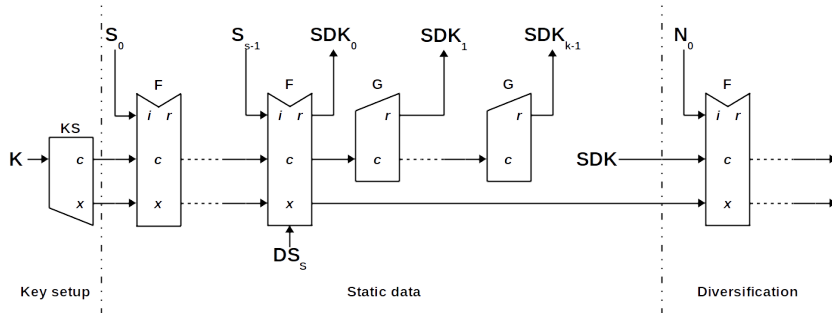 S₀ Sₛ₋₁ SDK₀ SDK₁ SDKₖ₋₁ N₀
F F G G F
i r i r r r i r
KS
K c c c c c SDK c
x x x x
DSₛ
Key setup Static data Diversification